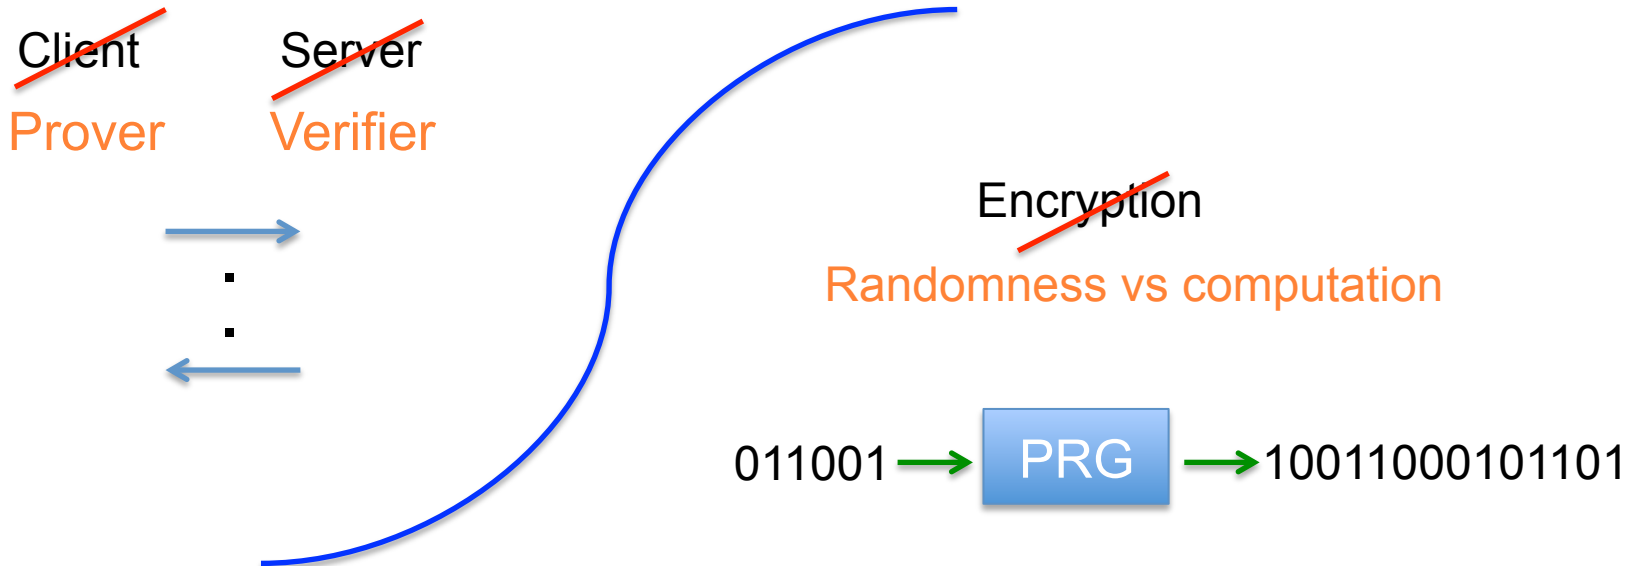 Client Server
Prover Verifier
Encryption
Randomness vs computation
011001 PRG 10011000101101